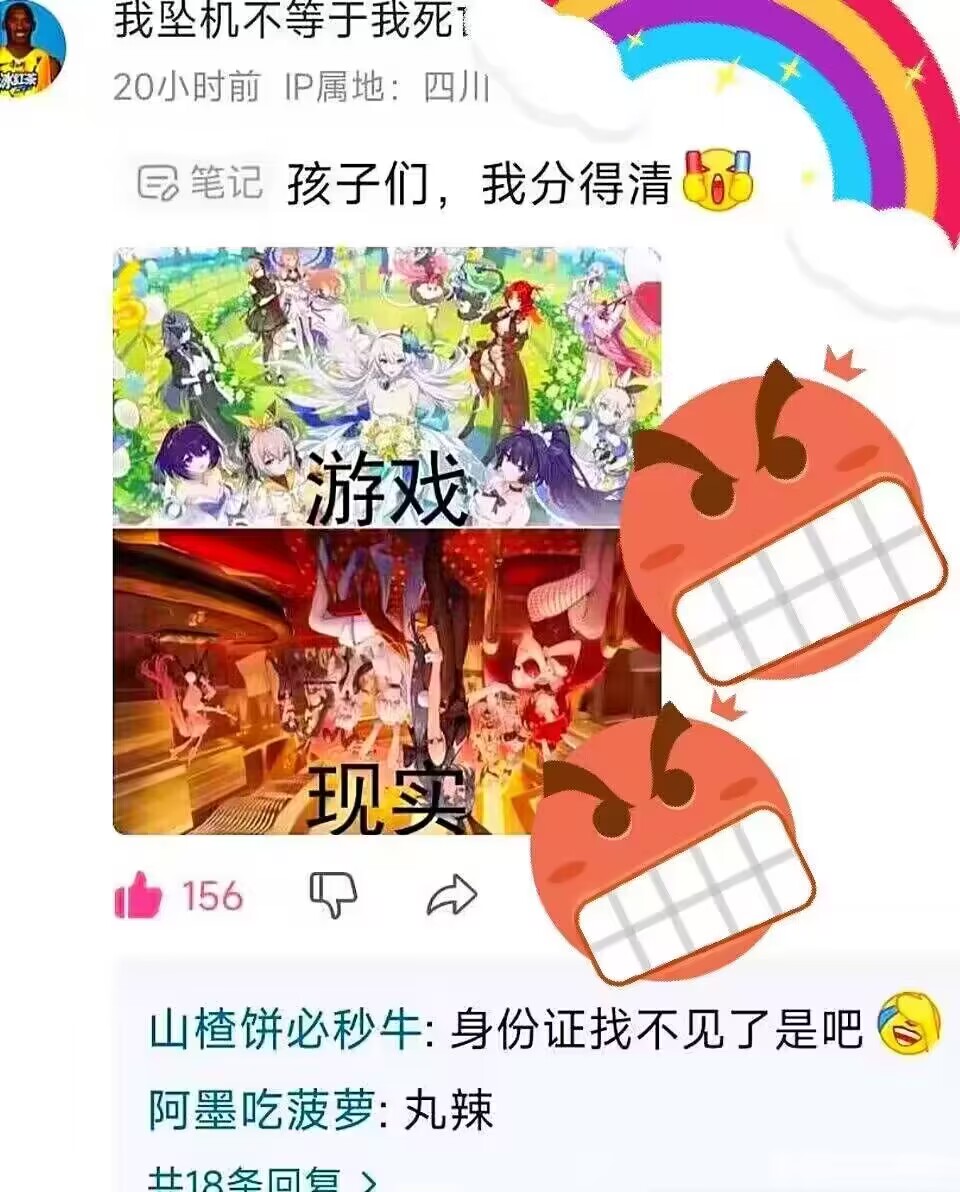 我坠机不等于我死
冰红茶
20小时前 IP属地：四川
笔记 孩子们，我分得清
游戏
现实
156
山楂饼必秒牛: 身份证找不见了是吧
阿墨吃菠萝: 丸辣
共18条回复 >